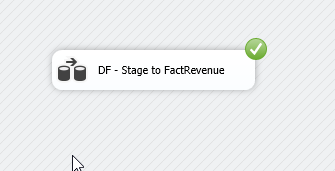 DF - Stage to FactRevenue